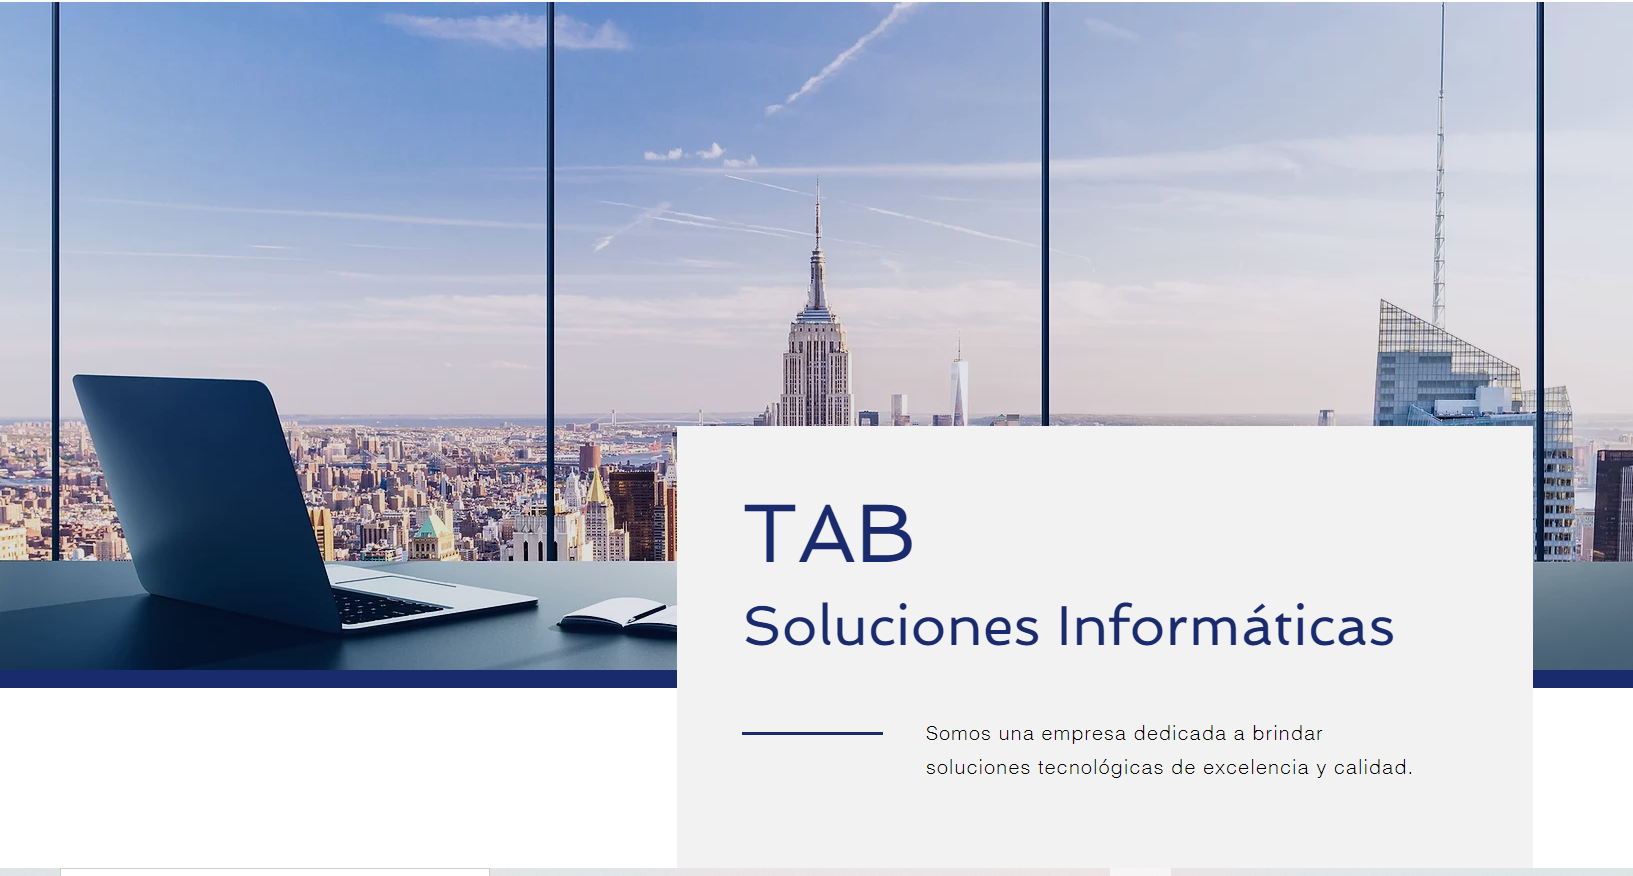 TAB
Soluciones Informáticas
Somos una empresa dedicada a brindar
soluciones tecnológicas de excelencia y calidad.